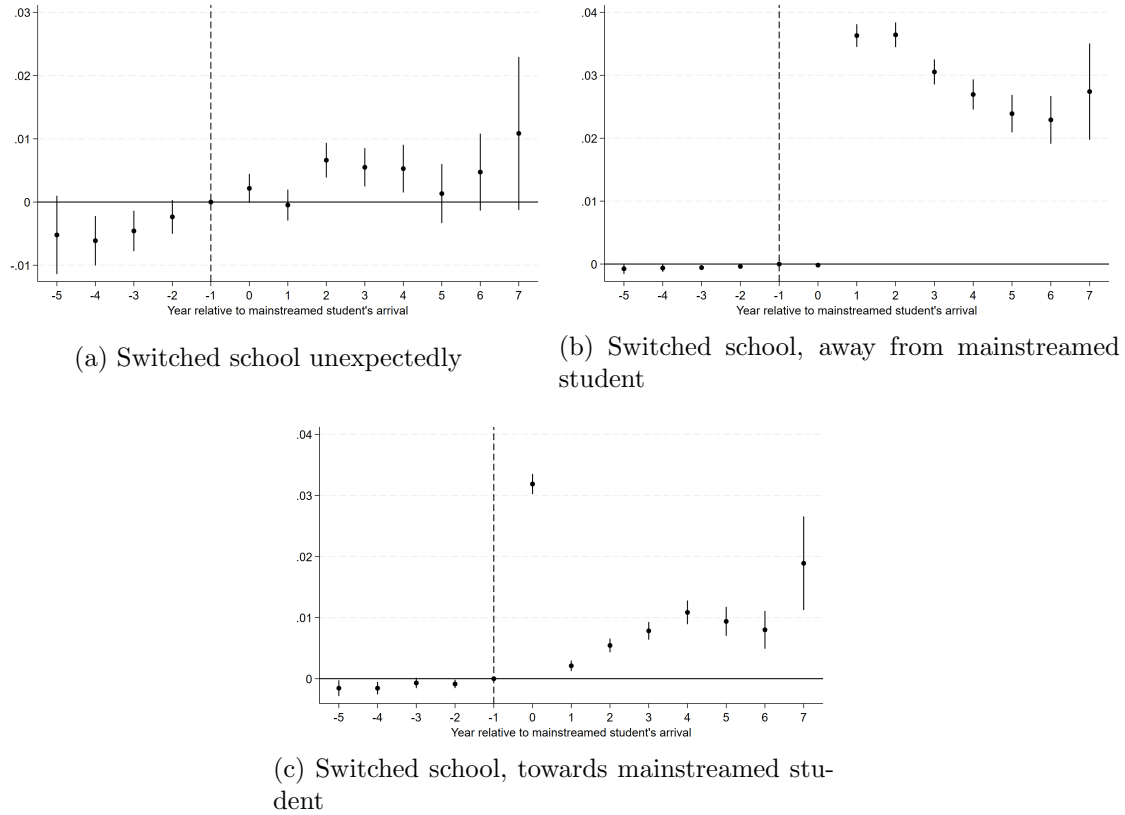 .03
.02
.01
0
-.01
-5 -4 -3 -2 -1 0 1 2 3 4 5 6 7
Year relative to mainstreamed student's arrival
(a) Switched school unexpectedly
.04
.03
.02
.01
0
-5 -4 -3 -2 -1 0 1 2 3 4 5 6 7
Year relative to mainstreamed student's arrival
(b) Switched school, away from mainstreamed
student
.04
.03
.02
.01
0
-5 -4 -3 -2 -1 0 1 2 3 4 5 6 7
Year relative to mainstreamed student's arrival
(c) Switched school, towards mainstreamed stu-
dent